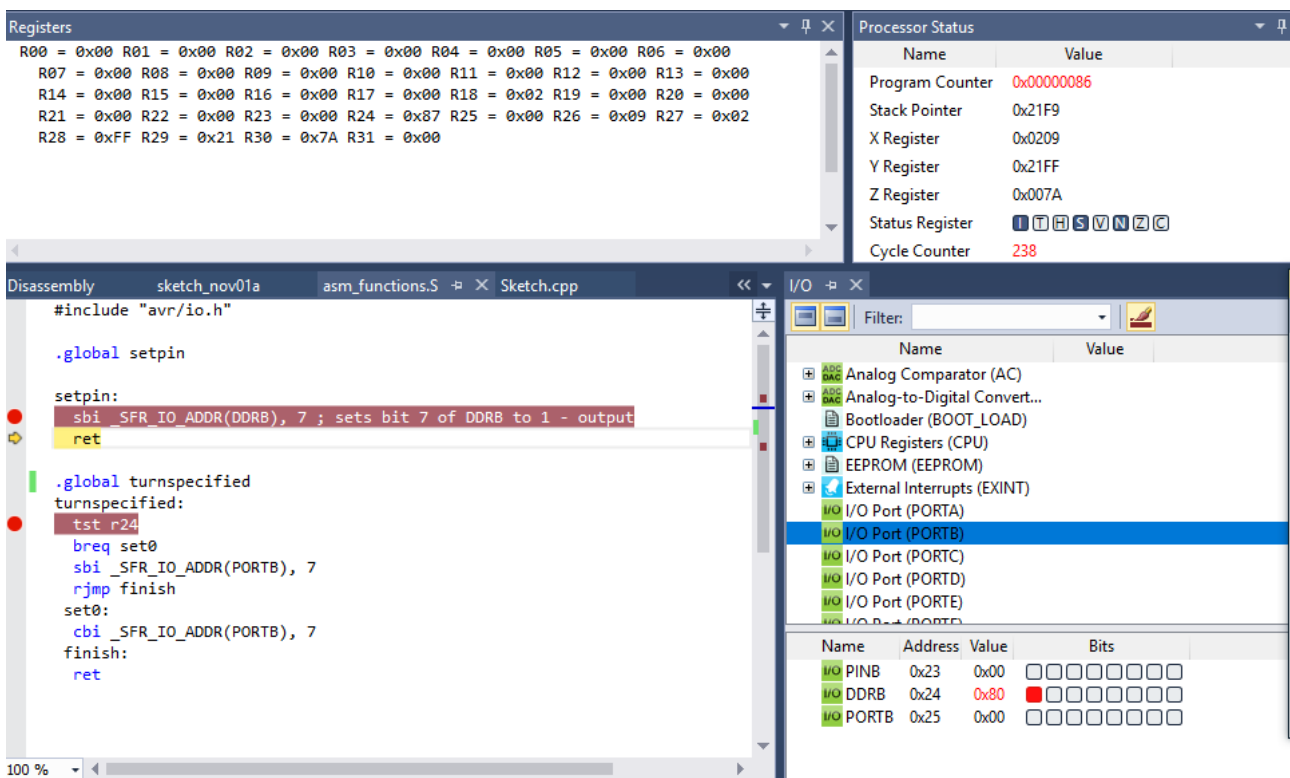 Registers
R00 = 0x00 R01 = 0x00 R02 = 0x00 R03 = 0x00 R04 = 0x00 R05 = 0x00 R06 = 0x00
R07 = 0x00 R08 = 0x00 R09 = 0x00 R10 = 0x00 R11 = 0x00 R12 = 0x00 R13 = 0x00
R14 = 0x00 R15 = 0x00 R16 = 0x00 R17 = 0x00 R18 = 0x02 R19 = 0x00 R20 = 0x00
R21 = 0x00 R22 = 0x00 R23 = 0x00 R24 = 0x87 R25 = 0x00 R26 = 0x09 R27 = 0x02
R28 = 0xFF R29 = 0x21 R30 = 0x7A R31 = 0x00
Processor Status
Name Value
Program Counter 0x00000086
Stack Pointer 0x21F9
X Register 0x0209
Y Register 0x21FF
Z Register 0x007A
Status Register I T H S V N Z C
Cycle Counter 238
Disassembly sketch_nov01a asm_functions.S Sketch.cpp
#include "avr/io.h"
.global setpin
setpin:
sbi _SFR_IO_ADDR(DDRB), 7 ; sets bit 7 of DDRB to 1 - output
ret
.global turnspecified
turnspecified:
tst r24
breq set0
sbi _SFR_IO_ADDR(PORTB), 7
rjmp finish
set0:
cbi _SFR_IO_ADDR(PORTB), 7
finish:
ret
100 %
I/O
Filter:
Name Value
ADC DAC Analog Comparator (AC)
ADC DAC Analog-to-Digital Convert...
Bootloader (BOOT_LOAD)
CPU Registers (CPU)
EEPROM (EEPROM)
External Interrupts (EXINT)
I/O I/O Port (PORTA)
I/O I/O Port (PORTB)
I/O I/O Port (PORTC)
I/O I/O Port (PORTD)
I/O I/O Port (PORTE)
I/O I/O Port (PORTF)
Name Address Value Bits
I/O PINB 0x23 0x00
I/O DDRB 0x24 0x80
I/O PORTB 0x25 0x00